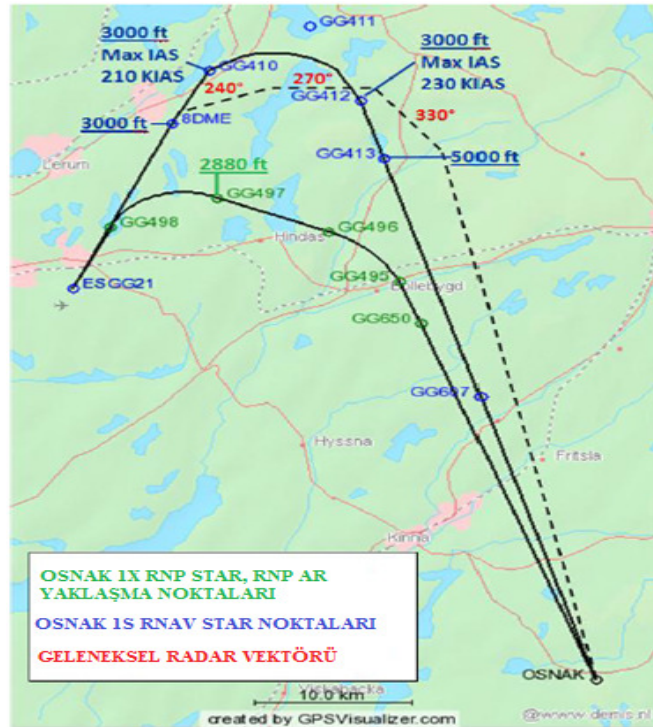 GG411
3000 ft
Max IAS
210 KIAS
3000 ft
Max IAS
230 KIAS
GG410
240°
270°
GG412
330°
3000 ft
8DME
GG413
5000 ft
Lerum
2880 ft
GG497
GG498
GG496
Hindas
ESGG21
GG495
Bollebygd
GG650
GG607
Hyssna
Fritsla
Kinna
OSNAK 1X RNP STAR, RNP AR
YAKLAŞMA NOKTALARI
OSNAK 1S RNAV STAR NOKTALARI
GELENEKSEL RADAR VEKTÖRÜ
OSNAK
10.0 km
created by GPSVisualizer.com
@www.demis.nl